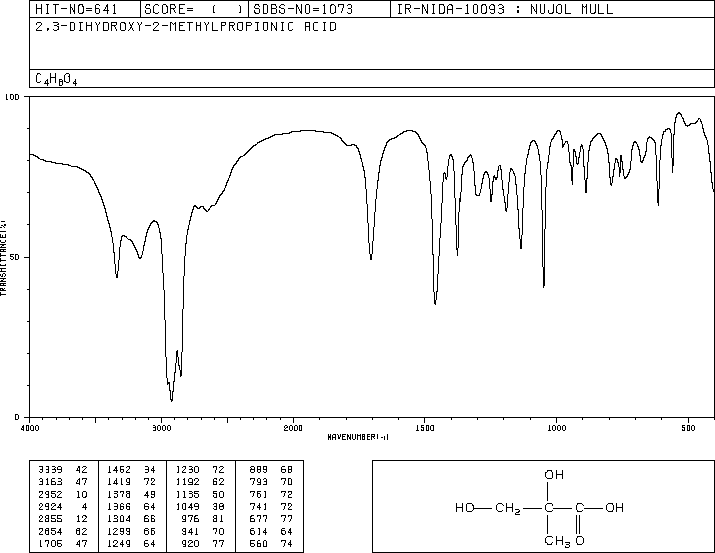 HIT-NO=641 SCORE= ( ) SDBS-NO=1073 IR-NIDA-10093 : NUJOL MULL
2,3-DIHYDROXY-2-METHYLPROPIONIC ACID
C4H8O4
100
TRANSMITTANCE(%)
50
0
4000 3000 2000 1500 1000 500
WAVENUMBER(-1)
3339 42 1462 34 1230 72 889 68
3163 47 1419 72 1192 62 793 70
2952 10 1378 49 1135 50 761 72
2924 4 1366 64 1049 38 741 72
2855 12 1304 66 976 81 677 77
2654 62 1299 66 941 70 614 64
1706 47 1249 64 920 77 560 74
OH
HO CH2 C C OH
CH3 O